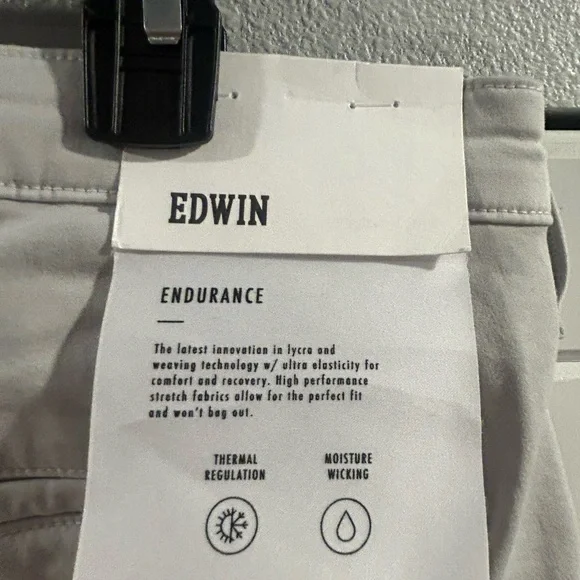 EDWIN
ENDURANCE
The latest innovation in lycra and
weaving technology w/ ultra elasticity for
comfort and recovery. High performance
stretch fabrics allow for the perfect fit
and won't bag out.
THERMAL
REGULATION
MOISTURE
WICKING